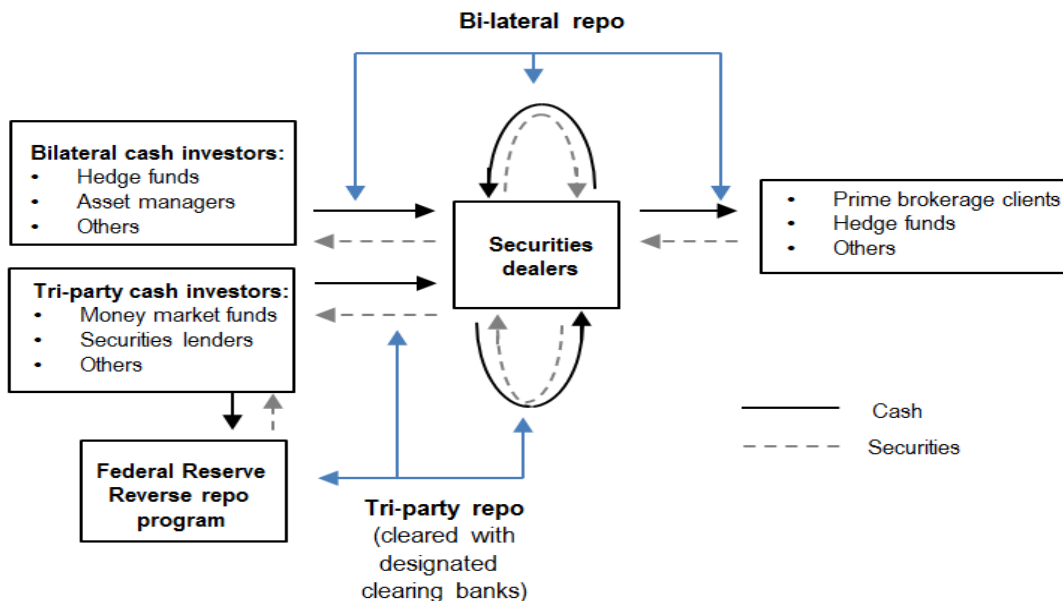 Bi-lateral repo
Bilateral cash investors:
• Hedge funds
• Asset managers
• Others
Tri-party cash investors:
• Money market funds
• Securities lenders
• Others
Securities
dealers
• Prime brokerage clients
• Hedge funds
• Others
Federal Reserve
Reverse repo
program
Tri-party repo
(cleared with
designated
clearing banks)
Cash
Securities